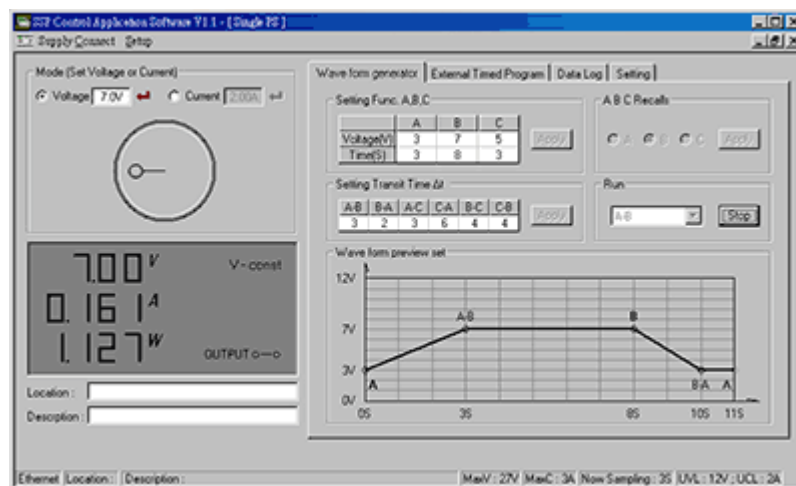 SSP Control Application Software V1.1 - [ Single PS ]
Supply Connect Setup
Mode (Set Voltage or Current)
Voltage 7.0V Current 2.00A
7.00 V V - const
0.161 A
1.127 W OUTPUT
Location :
Description :
Wave form generator External Timed Program Data Log Setting
Setting Func. A,B,C
A B C
Voltage(V) 3 7 5
Time(S) 3 8 3
Apply
A B C Recalls
A B C Apply
Setting Transit Time Δt
A-B B-A A-C C-A B-C C-B
3 2 3 6 4 4
Apply
Run
A-B Stop
Wave form preview set
12V
A-B B
7V
3V
A B-A A
0V
0S 3S 8S 10S 11S
Ethernet Location : Description : MaxV : 27V MaxC : 3A Now Sampling : 3S UVL : 12V ; UCL : 2A